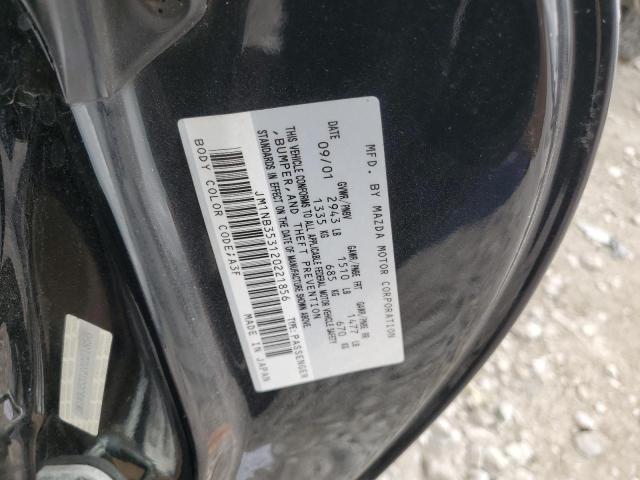 MFD. BY MAZDA MOTOR CORPORATION
DATE GVWR/PNBV GAWR/PNBE FRT GAWR/PNBE RR
09/01 2943 LB 1510 LB 1477 LB
1335 KG 685 KG 670 KG
THIS VEHICLE CONFORMS TO ALL APPLICABLE FEDERAL MOTOR VEHICLE SAFETY
, BUMPER, AND THEFT PREVENTION
STANDARDS IN EFFECT ON THE DATE OF MANUFACTURE SHOWN ABOVE.
JM1NB353120221856 TYPE:PASSENGER
MADE IN JAPAN
BODY COLOR CODE;A3F